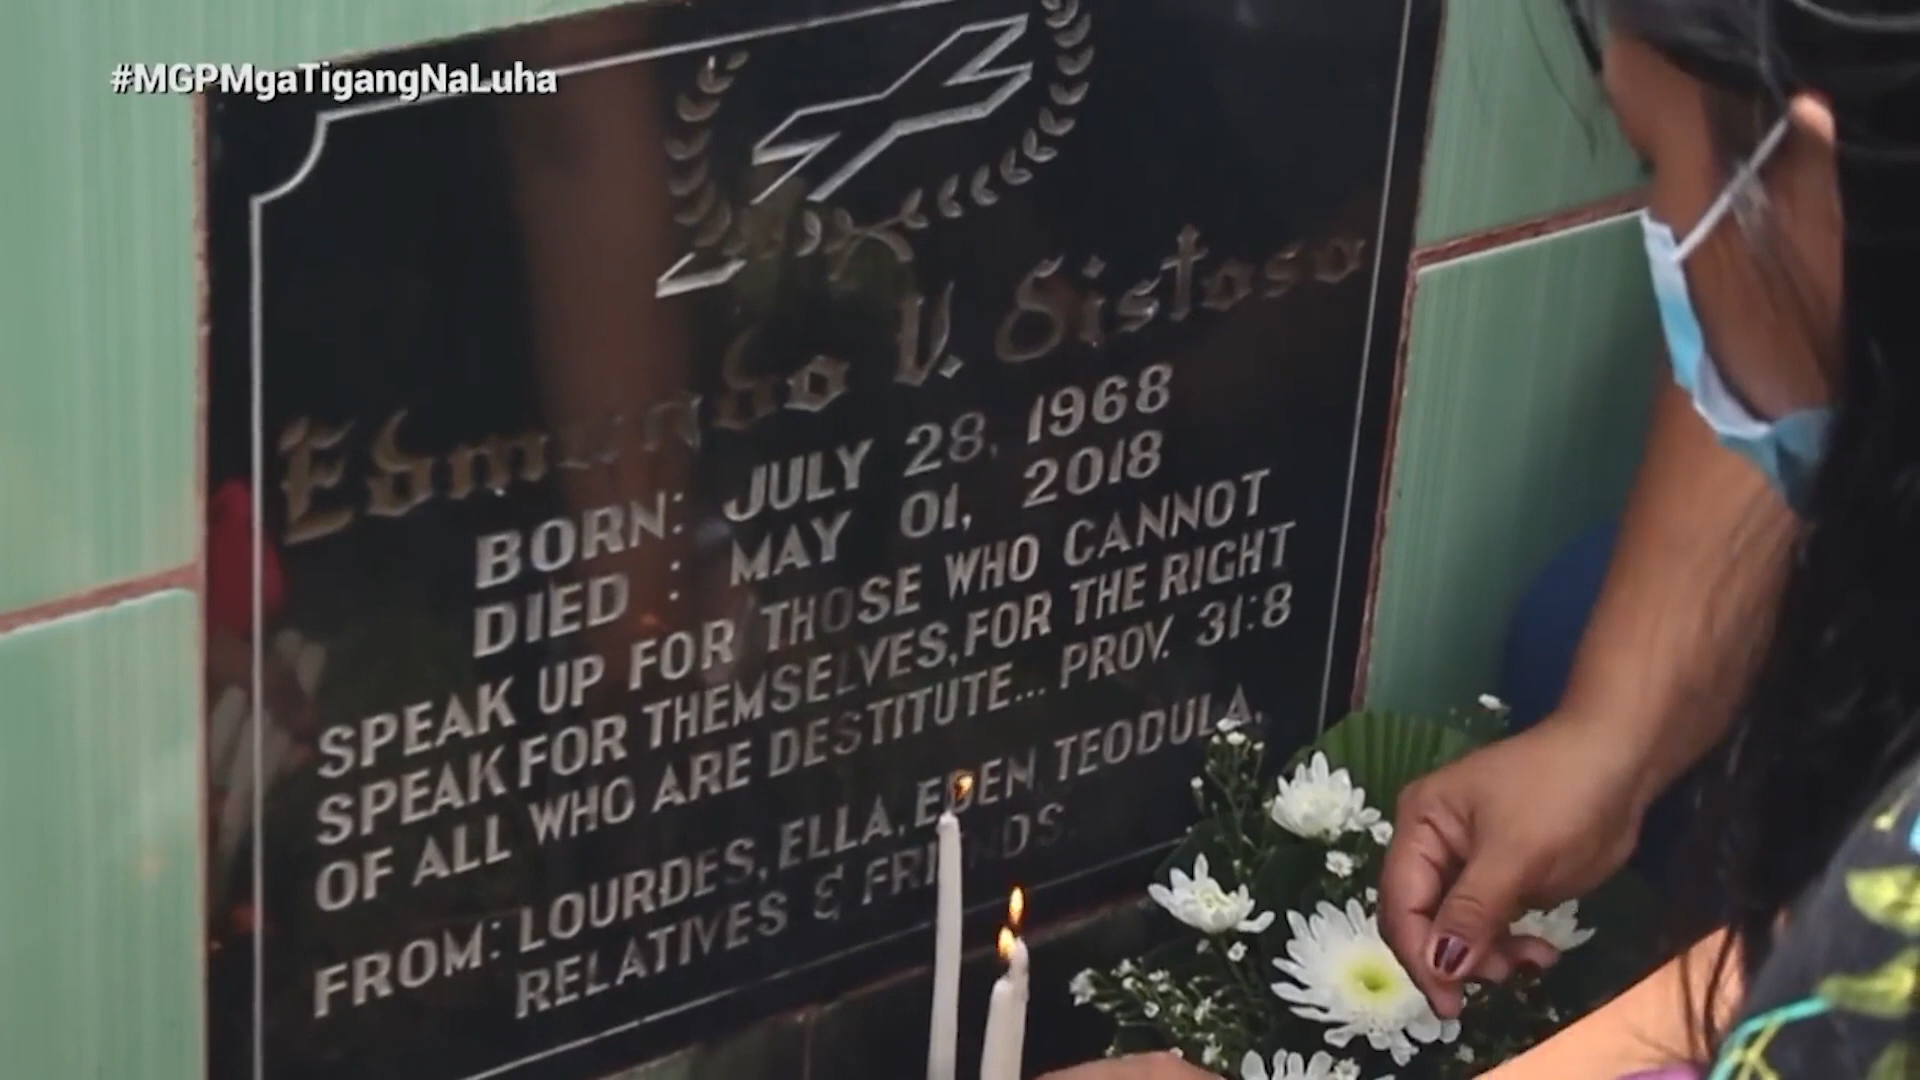 #MGPMgaTigangNaLuha
Edmundo V. Sistoso
BORN: JULY 28, 1968
DIED : MAY 01, 2018
SPEAK UP FOR THOSE WHO CANNOT
SPEAK FOR THEMSELVES, FOR THE RIGHT
OF ALL WHO ARE DESTITUTE... PROV. 31:8
FROM: LOURDES, ELLA, EDEN, TEODULA,
RELATIVES & FRIENDS